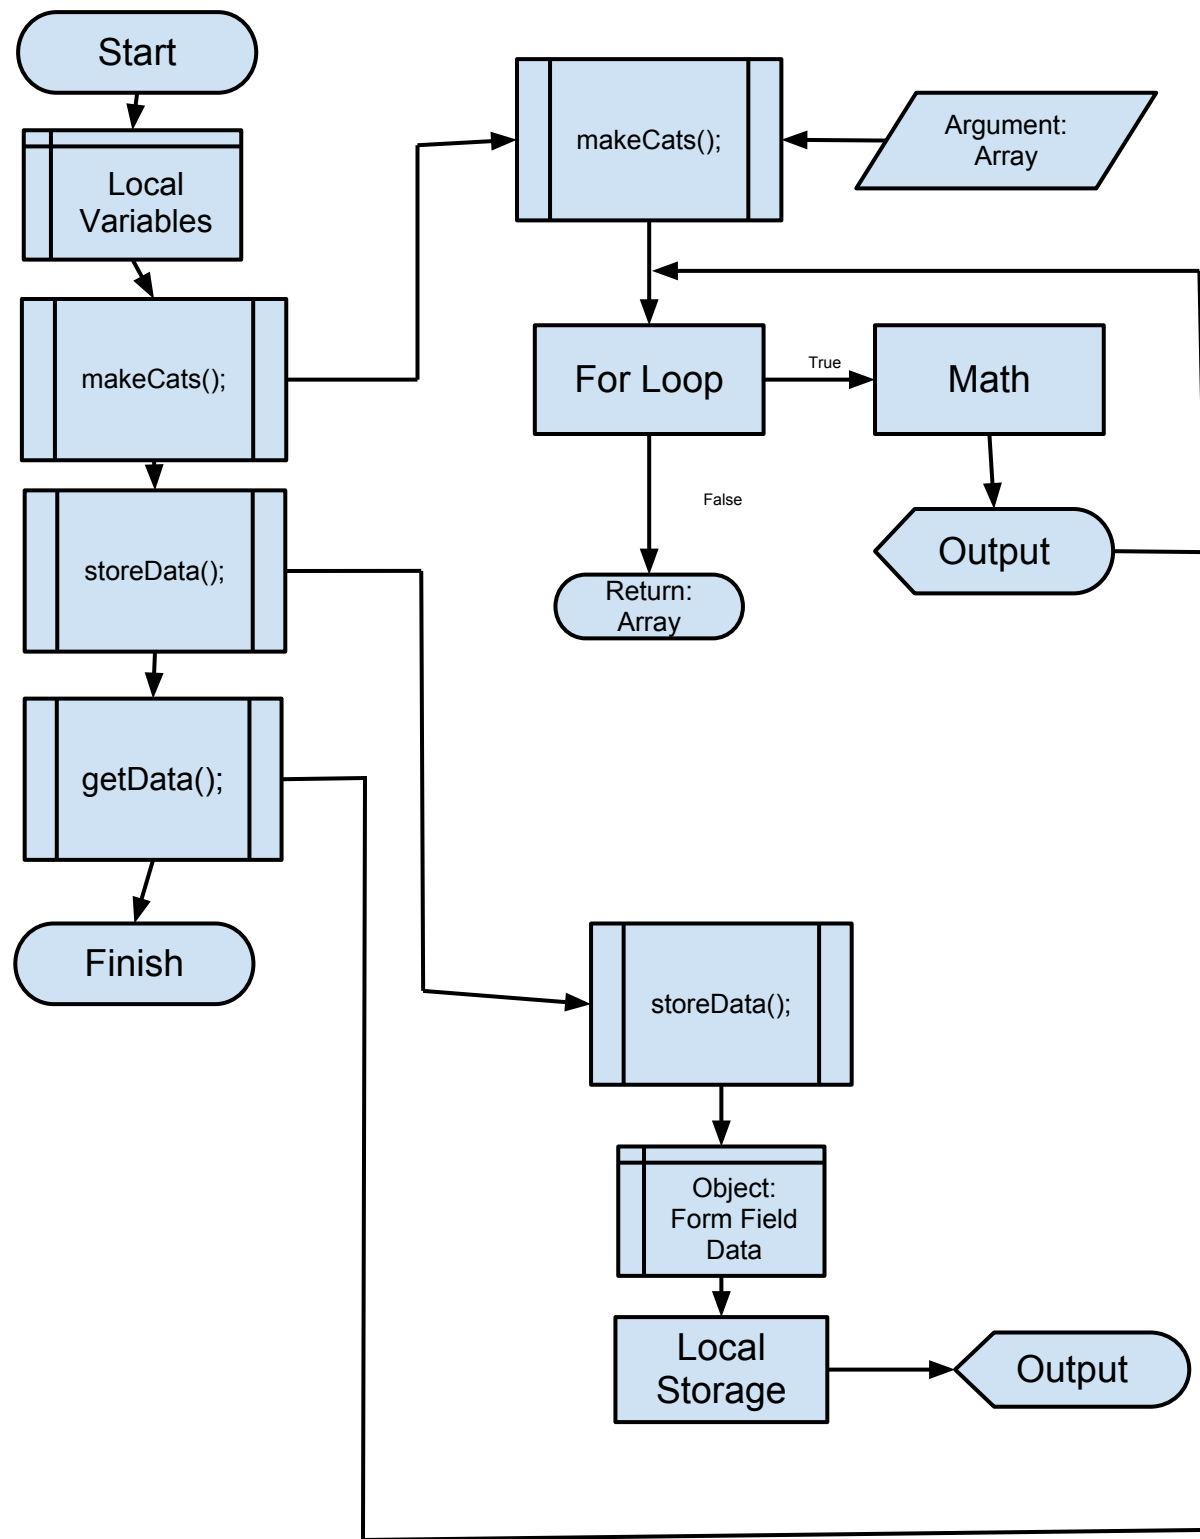 Start
Local
Variables
makeCats();
storeData();
getData();
Finish
makeCats();
Argument:
Array
For Loop
True
Math
False
Output
Return:
Array
storeData();
Object:
Form Field
Data
Local
Storage
Output